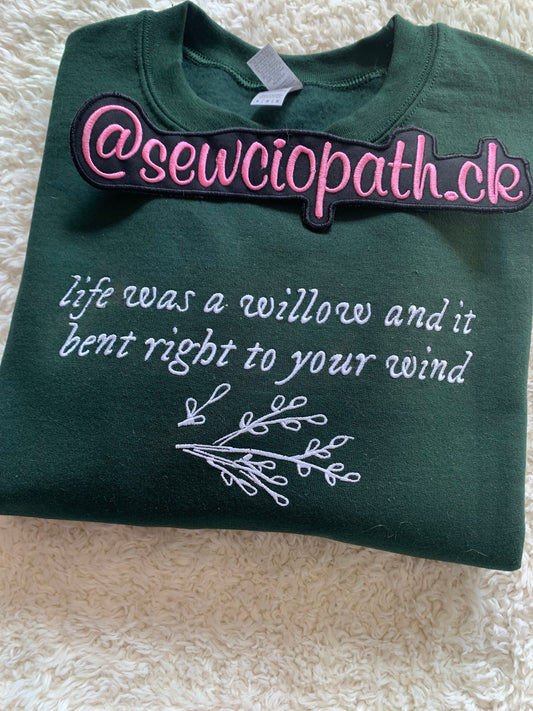 @sewciopath.ck
life was a willow and it
bent right to your wind